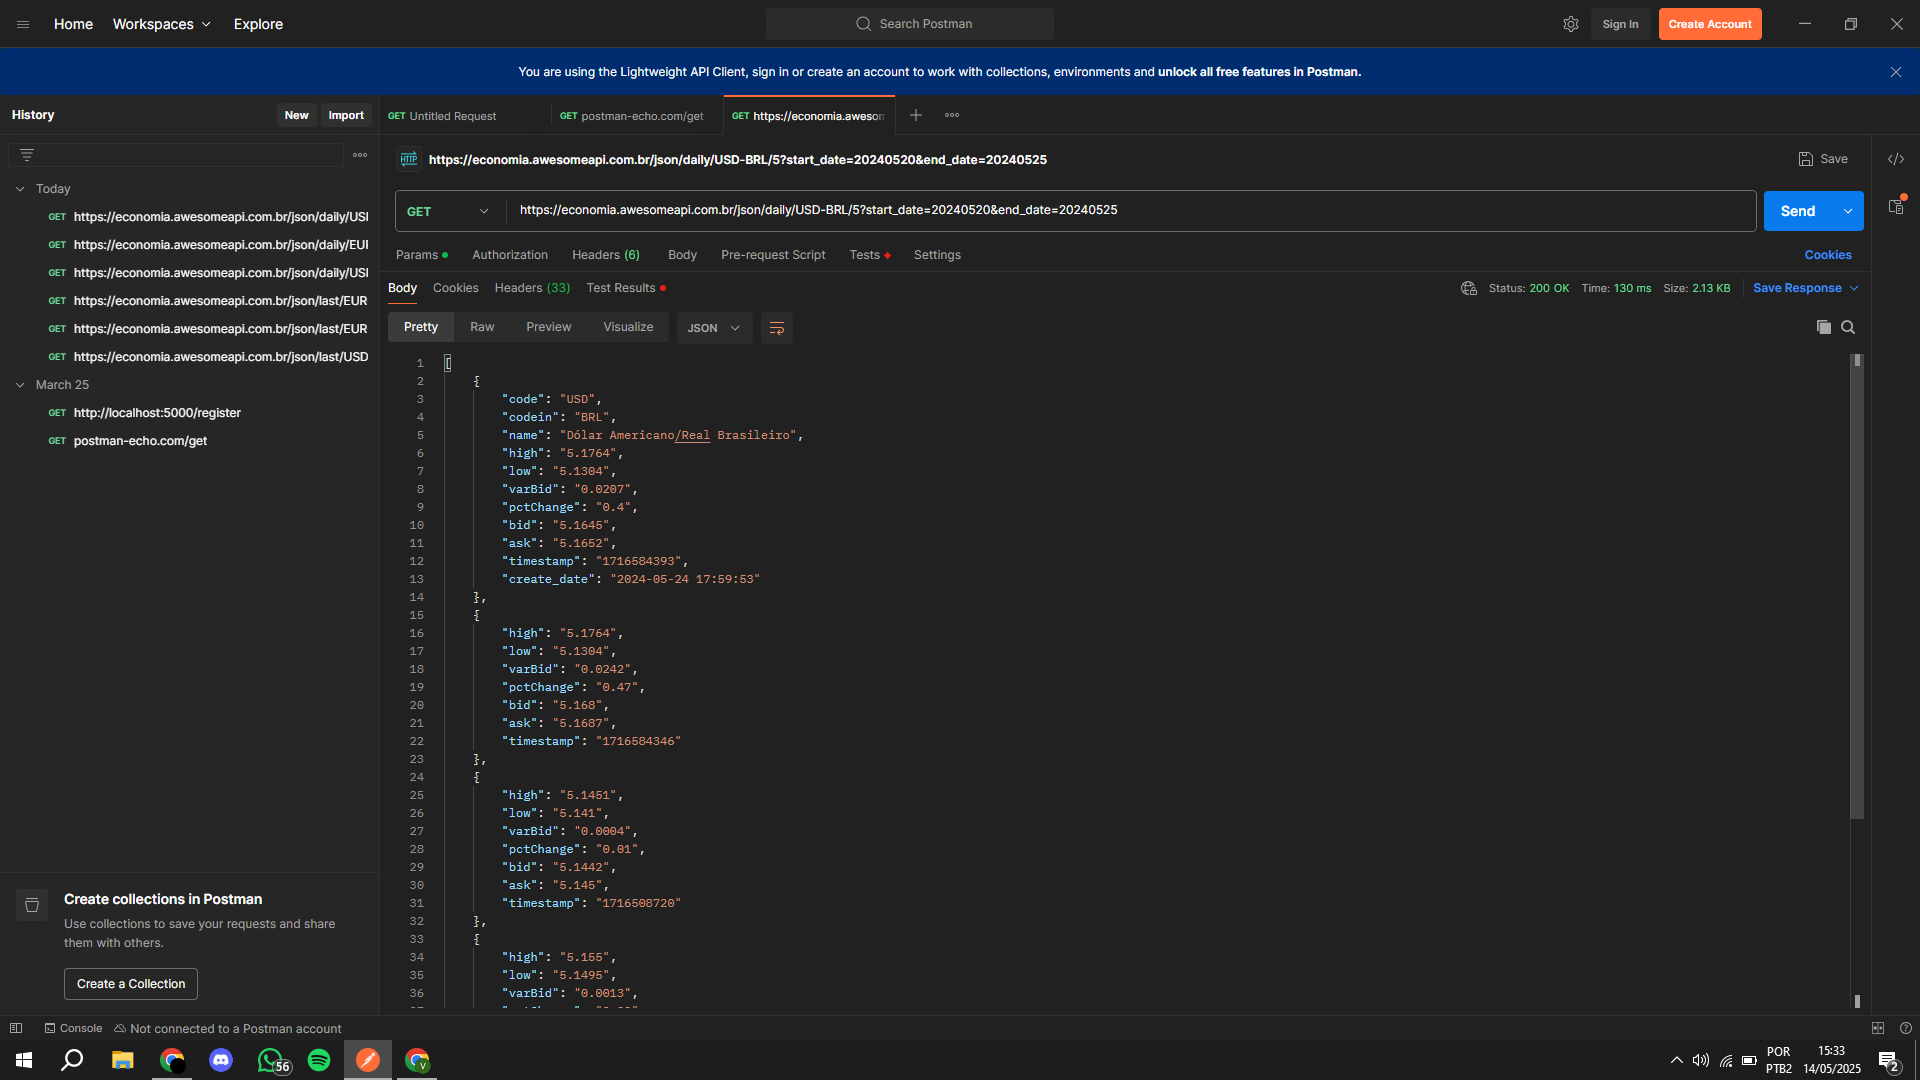 Home
Workspaces
Explore
Search Postman
Sign In
Create Account
You are using the Lightweight API Client, sign in or create an account to work with collections, environments and unlock all free features in Postman.
History
New
Import
GET Untitled Request
GET postman-echo.com/get
GET https://economia.awesom
Today
GET https://economia.awesomeapi.com.br/json/daily/USI
GET https://economia.awesomeapi.com.br/json/daily/EUI
GET https://economia.awesomeapi.com.br/json/daily/USI
GET https://economia.awesomeapi.com.br/json/last/EUR
GET https://economia.awesomeapi.com.br/json/last/EUR
GET https://economia.awesomeapi.com.br/json/last/USD
March 25
GET http://localhost:5000/register
GET postman-echo.com/get
Create collections in Postman
Use collections to save your requests and share
them with others.
Create a Collection
HTTP https://economia.awesomeapi.com.br/json/daily/USD-BRL/5?start_date=20240520&end_date=20240525
Save
GET https://economia.awesomeapi.com.br/json/daily/USD-BRL/5?start_date=20240520&end_date=20240525
Send
Params Authorization Headers (6) Body Pre-request Script Tests Settings
Cookies
Body Cookies Headers (33) Test Results
Status: 200 OK Time: 130 ms Size: 2.13 KB
Save Response
Pretty Raw Preview Visualize JSON
1 [
2 {
3 "code": "USD",
4 "codein": "BRL",
5 "name": "Dólar Americano/Real Brasileiro",
6 "high": "5.1764",
7 "low": "5.1304",
8 "varBid": "0.0207",
9 "pctChange": "0.4",
10 "bid": "5.1645",
11 "ask": "5.1652",
12 "timestamp": "1716584393",
13 "create_date": "2024-05-24 17:59:53"
14 },
15 {
16 "high": "5.1764",
17 "low": "5.1304",
18 "varBid": "0.0242",
19 "pctChange": "0.47",
20 "bid": "5.168",
21 "ask": "5.1687",
22 "timestamp": "1716584346"
23 },
24 {
25 "high": "5.1451",
26 "low": "5.141",
27 "varBid": "0.0004",
28 "pctChange": "0.01",
29 "bid": "5.1442",
30 "ask": "5.145",
31 "timestamp": "1716508720"
32 },
33 {
34 "high": "5.155",
35 "low": "5.1495",
36 "varBid": "0.0013",
Console
Not connected to a Postman account
56
V
POR
PTB2
15:33
14/05/2025
2